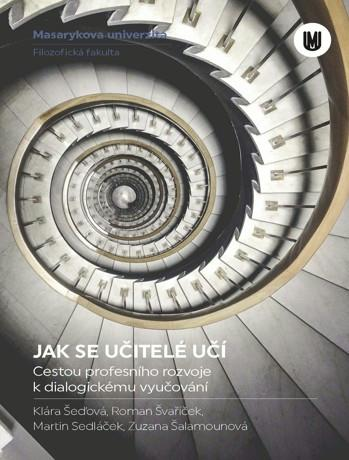 Masarykova univerzita
Filozofická fakulta
JAK SE UČITELÉ UČÍ
Cestou profesního rozvoje
k dialogickému vyučování
Klára Šeďová, Roman Švaříček,
Martin Sedláček, Zuzana Šalamounová